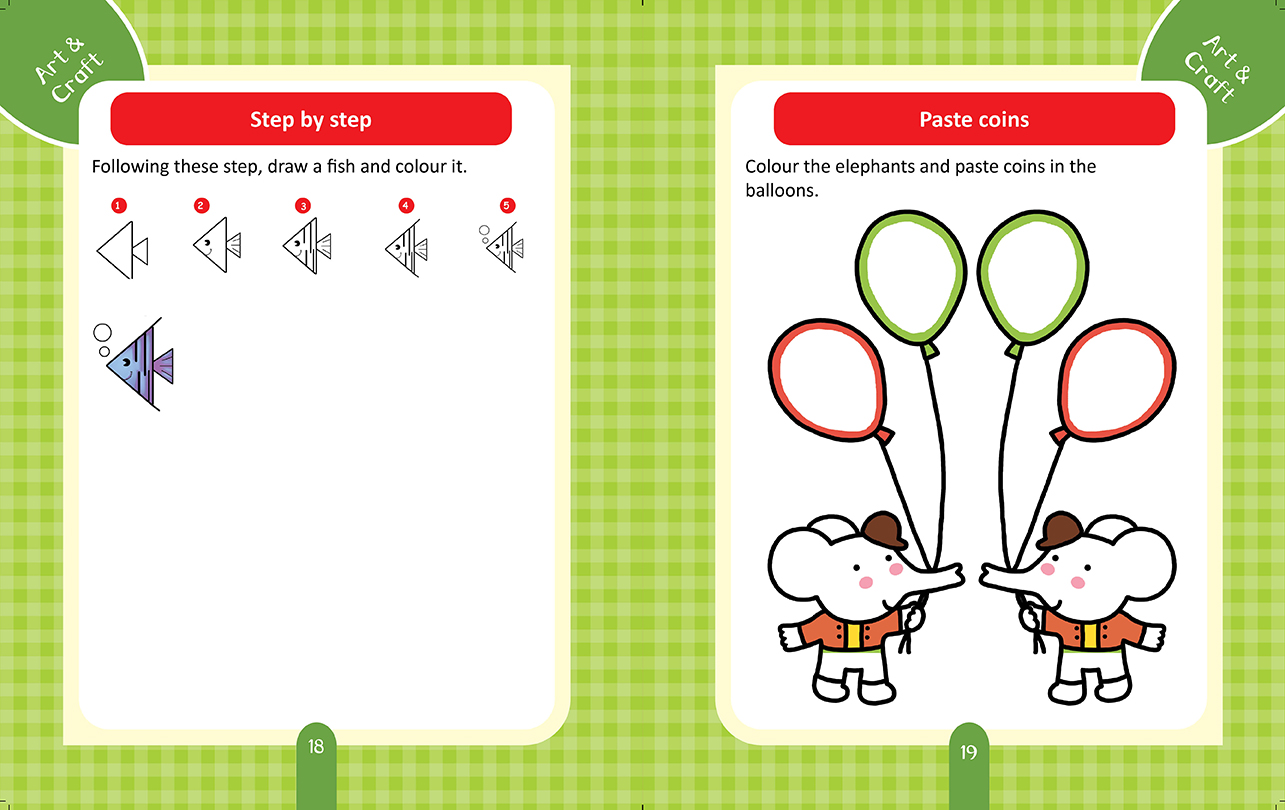 Art &
Craft
Step by step
Following these step, draw a fish and colour it.
1 2 3 4 5
18
Art &
Craft
Paste coins
Colour the elephants and paste coins in the
balloons.
19